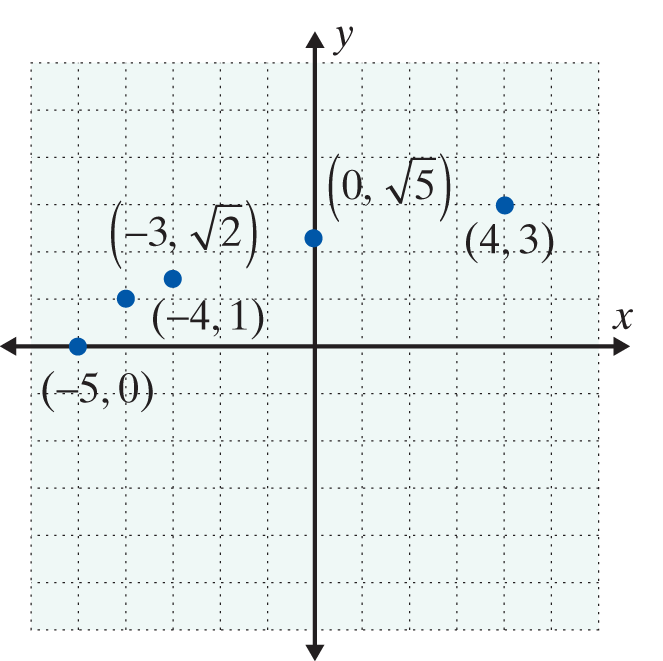 y
(0, √5)
(−3, √2)
(4, 3)
(−4, 1)
x
(−5, 0)